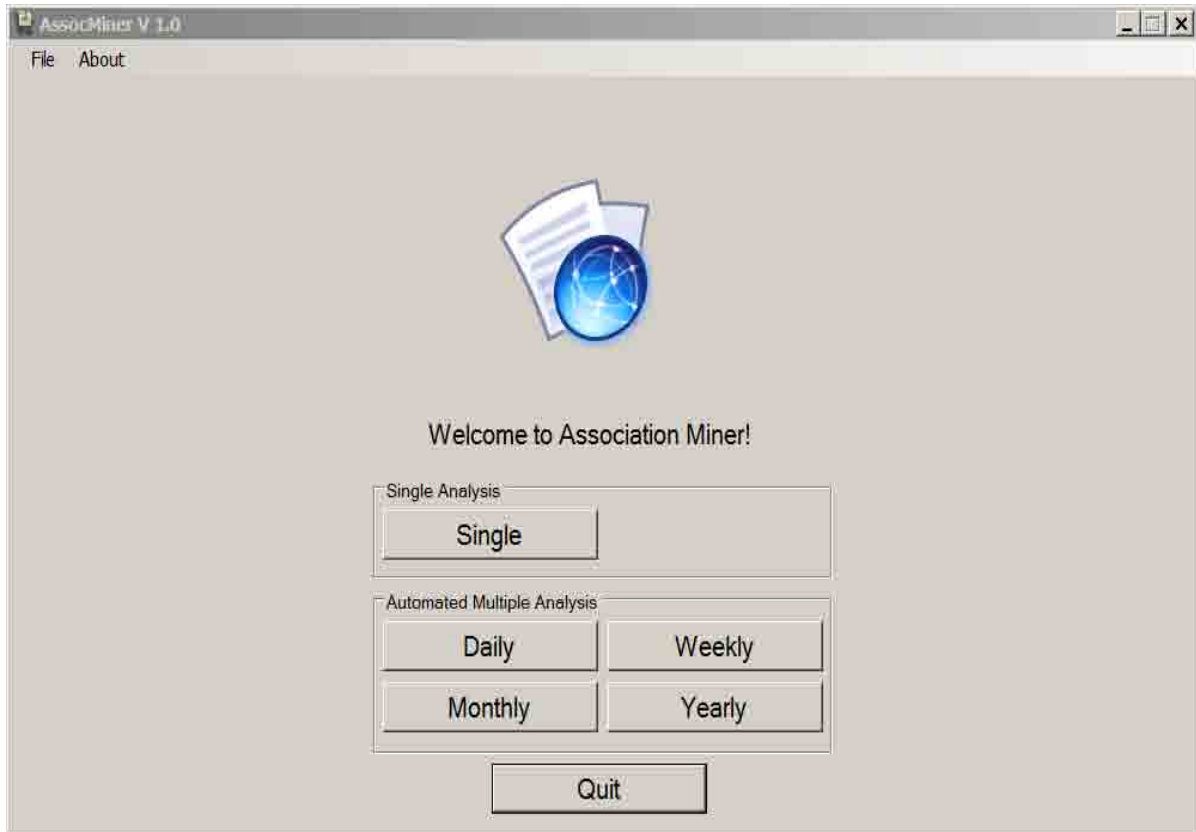 AssocMiner V 1.0
File About
Welcome to Association Miner!
Single Analysis
Single
Automated Multiple Analysis
Daily Weekly
Monthly Yearly
Quit